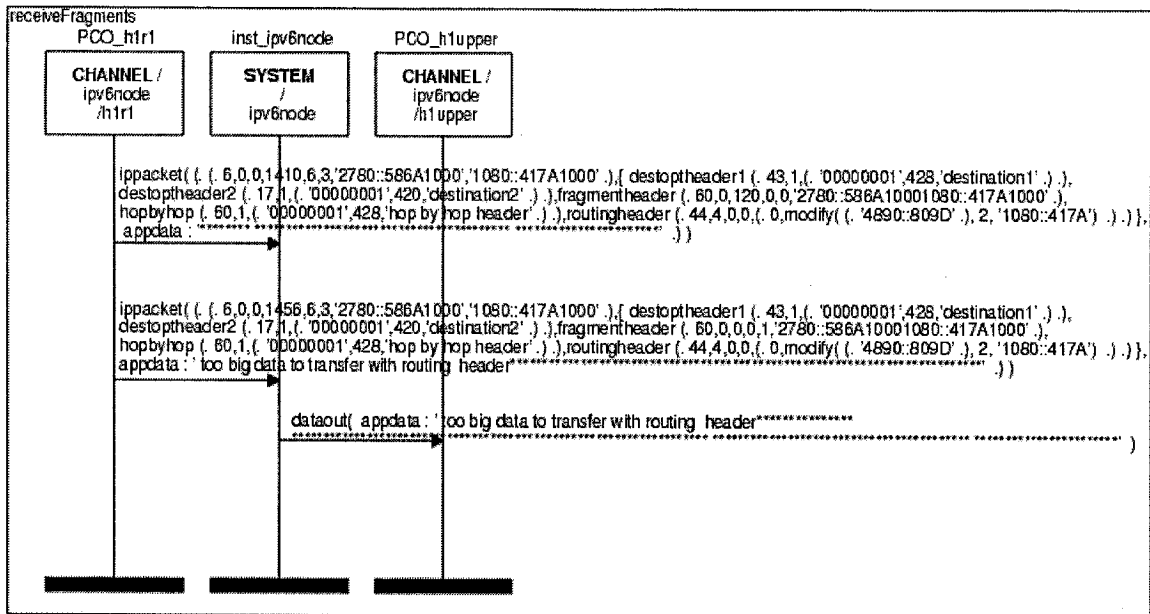 receiveFragments
PCO_h1r1 inst_ipv6node PCO_h1upper
CHANNEL / SYSTEM CHANNEL /
ipv6node / ipv6node
/h1r1 ipv6node /h1upper
ippacket( (. (. 6,0,0,1410,6,3,'2780::586A1000','1080::417A1000' .),{ destoptheader1 (. 43,1,(. '00000001',428,'destination1' .) .),
destoptheader2 (. 17,1,(. '00000001',420,'destination2' .) .),fragmentheader (. 60,0,120,0,0,'2780::586A10001080::417A1000' .),
hopbyhop (. 60,1,(. '00000001',428,'hop by hop header' .) .),routingheader (. 44,4,0,0,(. 0,modify( (. '4890::809D' .), 2, '1080::417A') .) .) },
appdata : '**********************************************************************' .) )
ippacket( (. (. 6,0,0,1456,6,3,'2780::586A1000','1080::417A1000' .),{ destoptheader1 (. 43,1,(. '00000001',428,'destination1' .) .),
destoptheader2 (. 17,1,(. '00000001',420,'destination2' .) .),fragmentheader (. 60,0,0,0,1,'2780::586A10001080::417A1000' .),
hopbyhop (. 60,1,(. '00000001',428,'hop by hop header' .) .),routingheader (. 44,4,0,0,(. 0,modify( (. '4890::809D' .), 2, '1080::417A') .) .) },
appdata : ' too big data to transfer with routing header**********************************************************************' .) )
dataout( appdata : ' too big data to transfer with routing header***************
********************************************************************************************************************' )